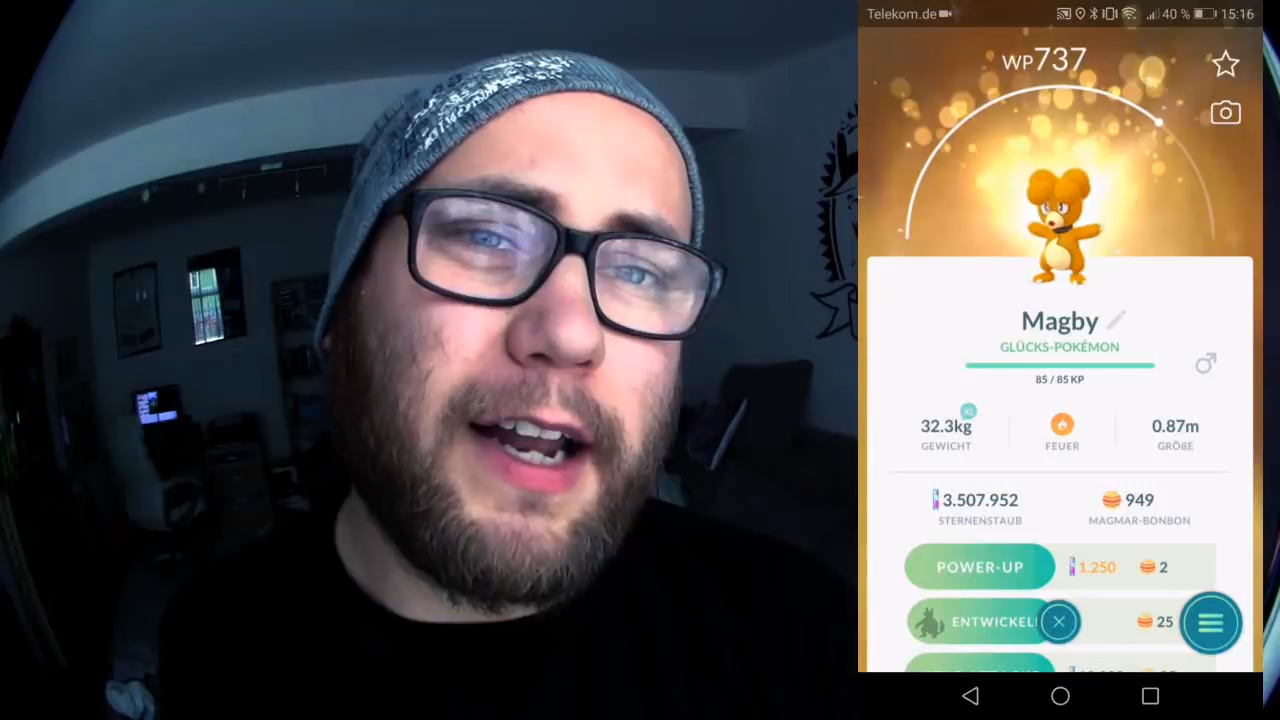 Telekom.de
40 % 15:16
WP737
Magby
GLÜCKS-POKÉMON
85 / 85 KP
XL
32.3kg
GEWICHT
FEUER
0.87m
GRÖßE
3.507.952
STERNENSTAUB
949
MAGMAR-BONBON
POWER-UP
1.250
2
ENTWICKEL
25